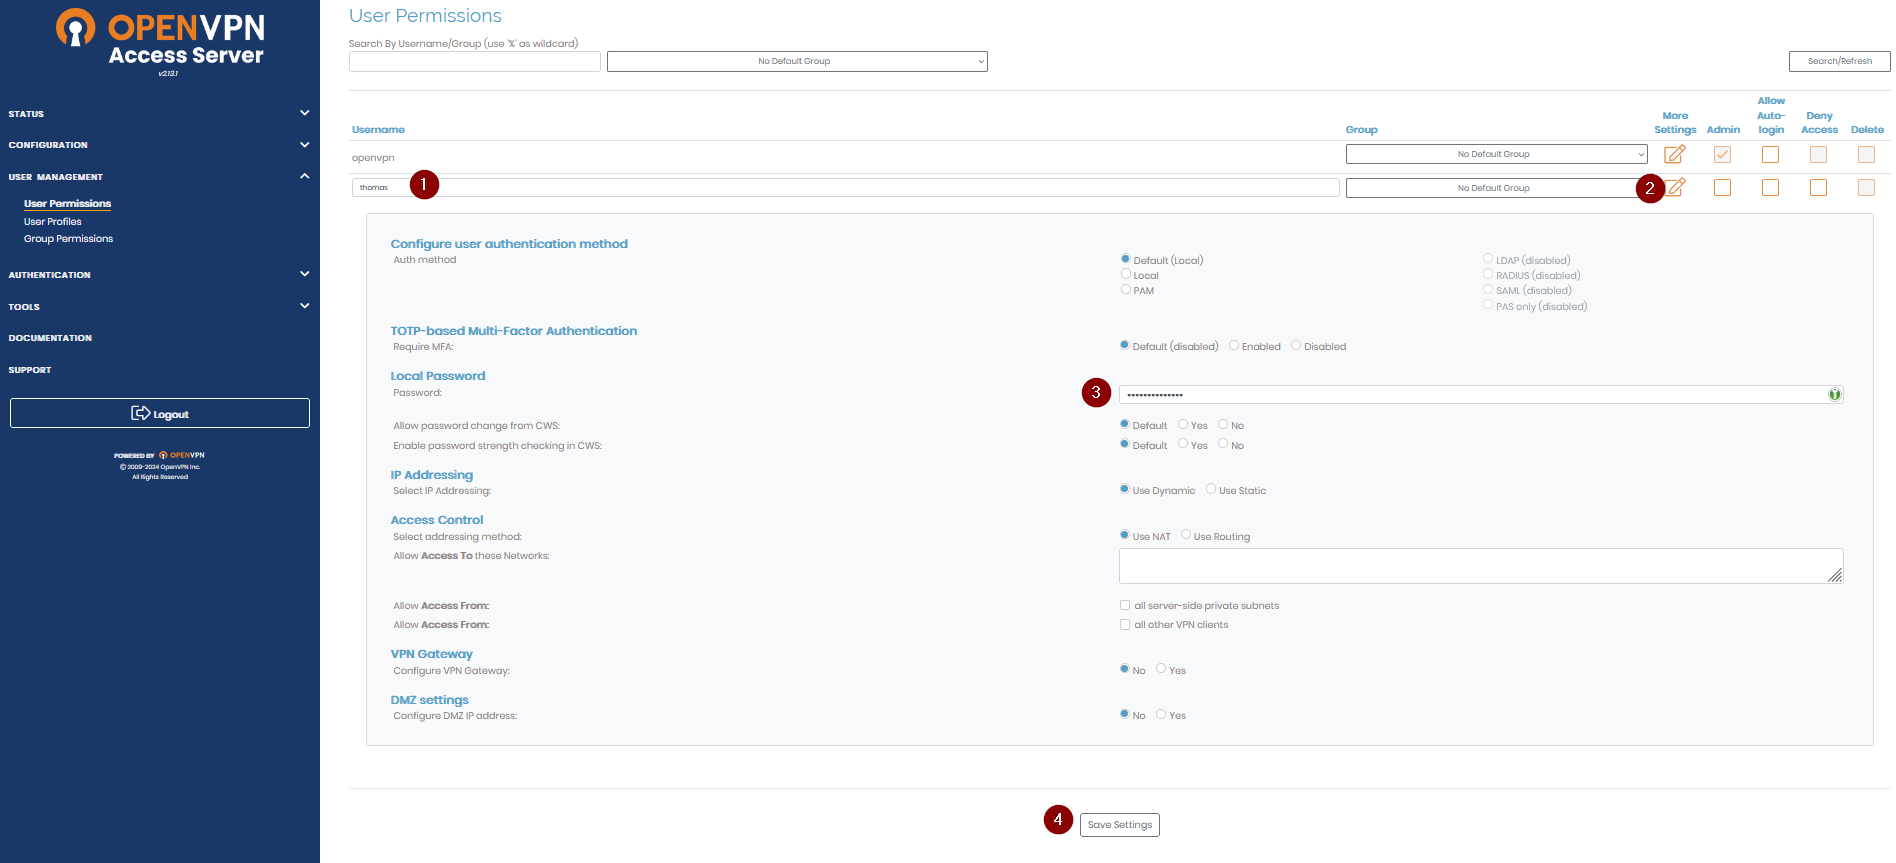 OPENVPN
Access Server
v2.13.1
STATUS
CONFIGURATION
USER MANAGEMENT
User Permissions
User Profiles
Group Permissions
AUTHENTICATION
TOOLS
DOCUMENTATION
SUPPORT
Logout
POWERED BY OPENVPN
© 2009-2024 OpenVPN Inc.
All Rights Reserved
User Permissions
Search By Username/Group (use '%' as wildcard)
No Default Group
Search/Refresh
Username Group More Settings Admin Allow Auto-login Deny Access Delete
openvpn No Default Group
thomas 1 No Default Group 2
Configure user authentication method
Auth method
Default (Local) LDAP (disabled)
Local RADIUS (disabled)
PAM SAML (disabled)
PAS only (disabled)
TOTP-based Multi-Factor Authentication
Require MFA: Default (disabled) Enabled Disabled
Local Password
Password: 3 ••••••••••••••
Allow password change from CWS: Default Yes No
Enable password strength checking in CWS: Default Yes No
IP Addressing
Select IP Addressing: Use Dynamic Use Static
Access Control
Select addressing method: Use NAT Use Routing
Allow Access To these Networks:
Allow Access From: all server-side private subnets
Allow Access From: all other VPN clients
VPN Gateway
Configure VPN Gateway: No Yes
DMZ settings
Configure DMZ IP address: No Yes
4 Save Settings